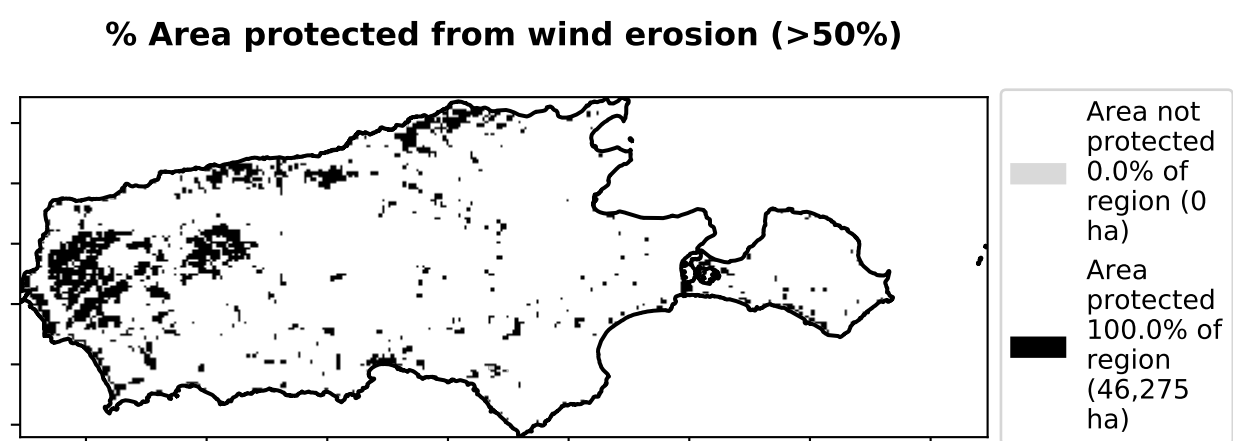 % Area protected from wind erosion (>50%)
Area not
protected
0.0% of
region (0
ha)
Area
protected
100.0% of
region
(46,275
ha)